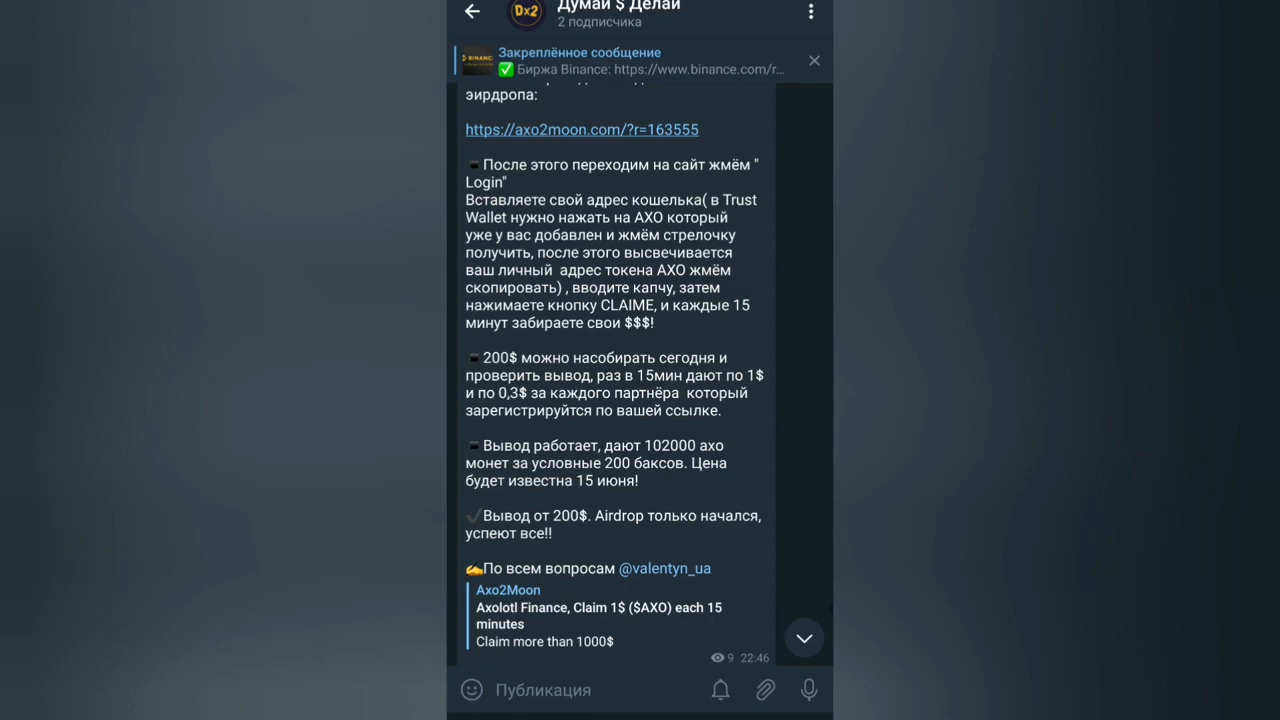 Думай $ Делай
Dx2
2 подписчика
Закреплённое сообщение
BINANC
✅ Биржа Binance: https://www.binance.com/r...
эирдропа:
https://axo2moon.com/?r=163555
▪️После этого переходим на сайт жмём "
Login"
Вставляете свой адрес кошелька( в Trust
Wallet нужно нажать на АХО который
уже у вас добавлен и жмём стрелочку
получить, после этого высвечивается
ваш личный  адрес токена АХО жмём
скопировать) , вводите капчу, затем
нажимаете кнопку CLAIME, и каждые 15
минут забираете свои $$$!
▪️200$ можно насобирать сегодня и
проверить вывод, раз в 15мин дают по 1$
и по 0,3$ за каждого партнёра  который
зарегистрируйтся по вашей ссылке.
▪️Вывод работает, дают 102000 ахо
монет за условные 200 баксов. Цена
будет известна 15 июня!
✔️Вывод от 200$. Airdrop только начался,
успеют все!!
✍️По всем вопросам @valentyn_ua
Axo2Moon
Axolotl Finance, Claim 1$ ($AXO) each 15
minutes
Claim more than 1000$
9 22:46
Публикация